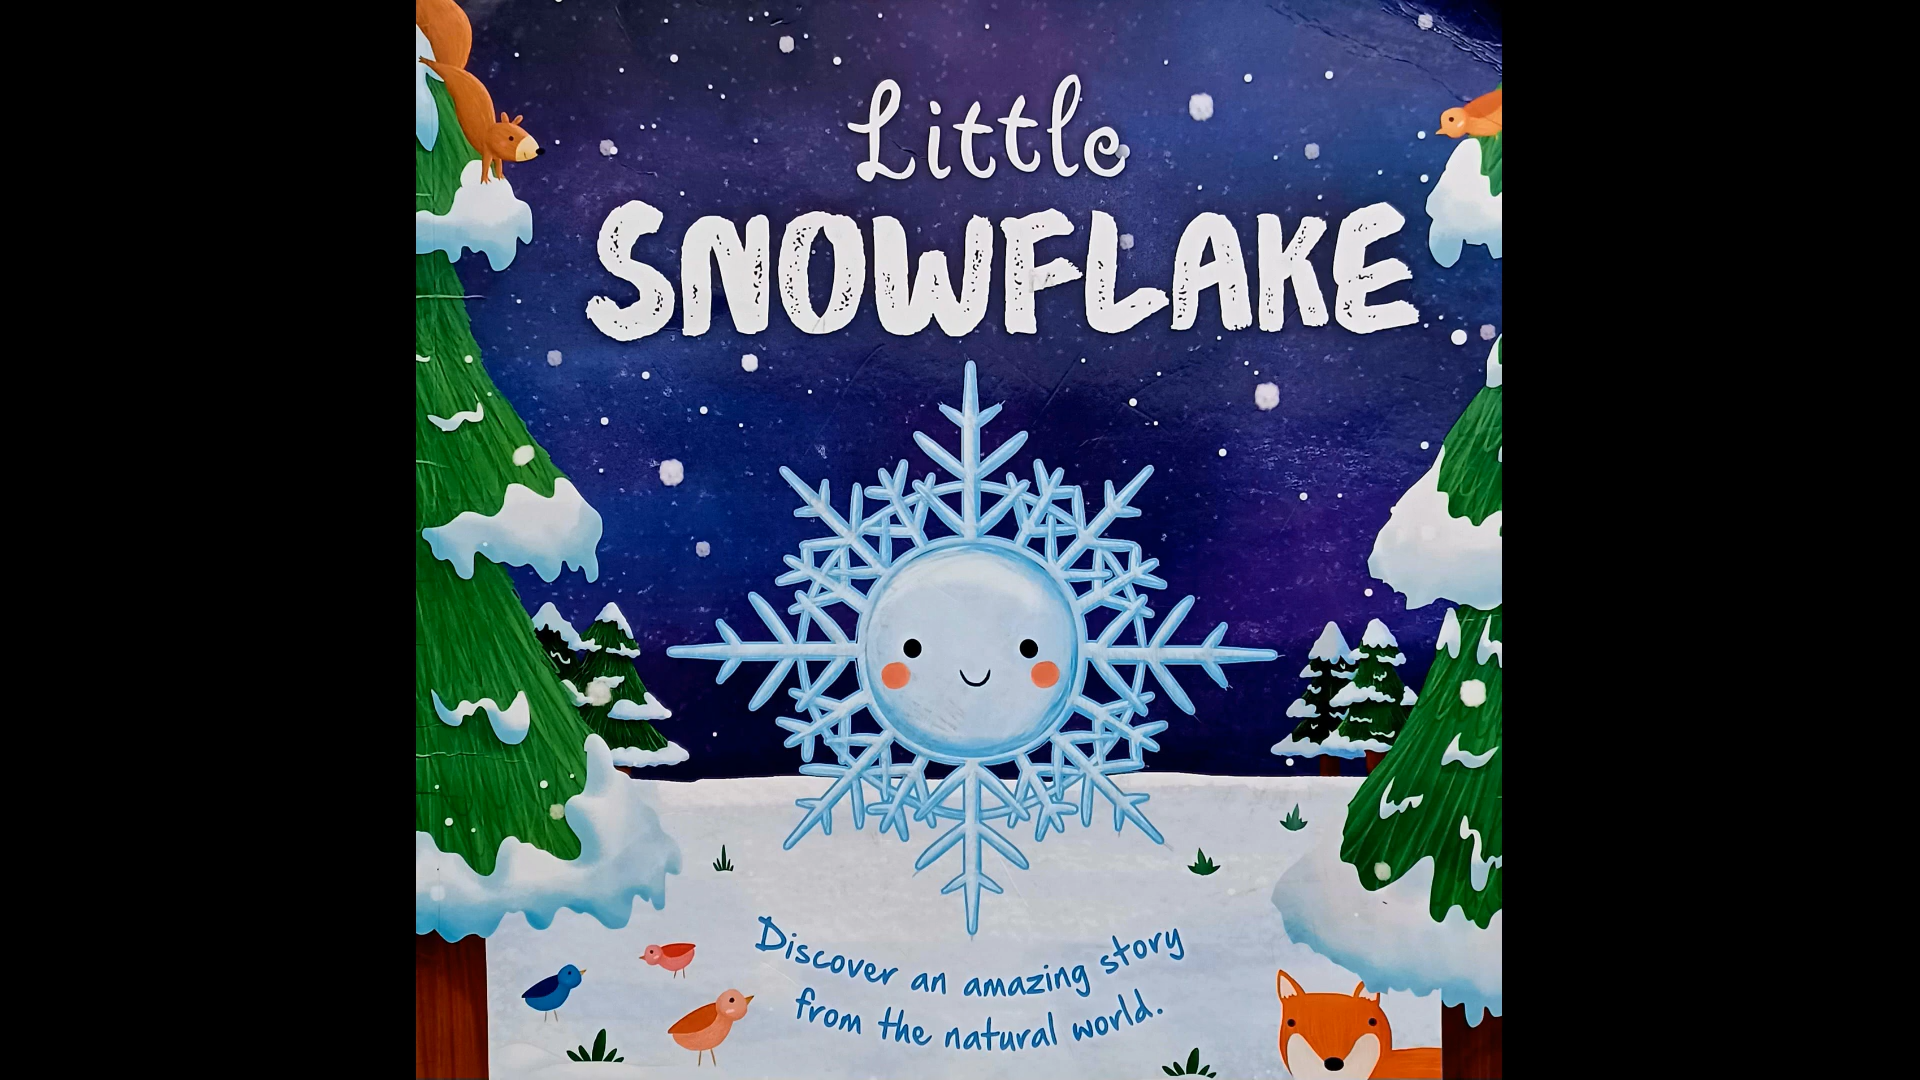 Little
SNOWFLAKE
Discover an amazing story
from the natural world.